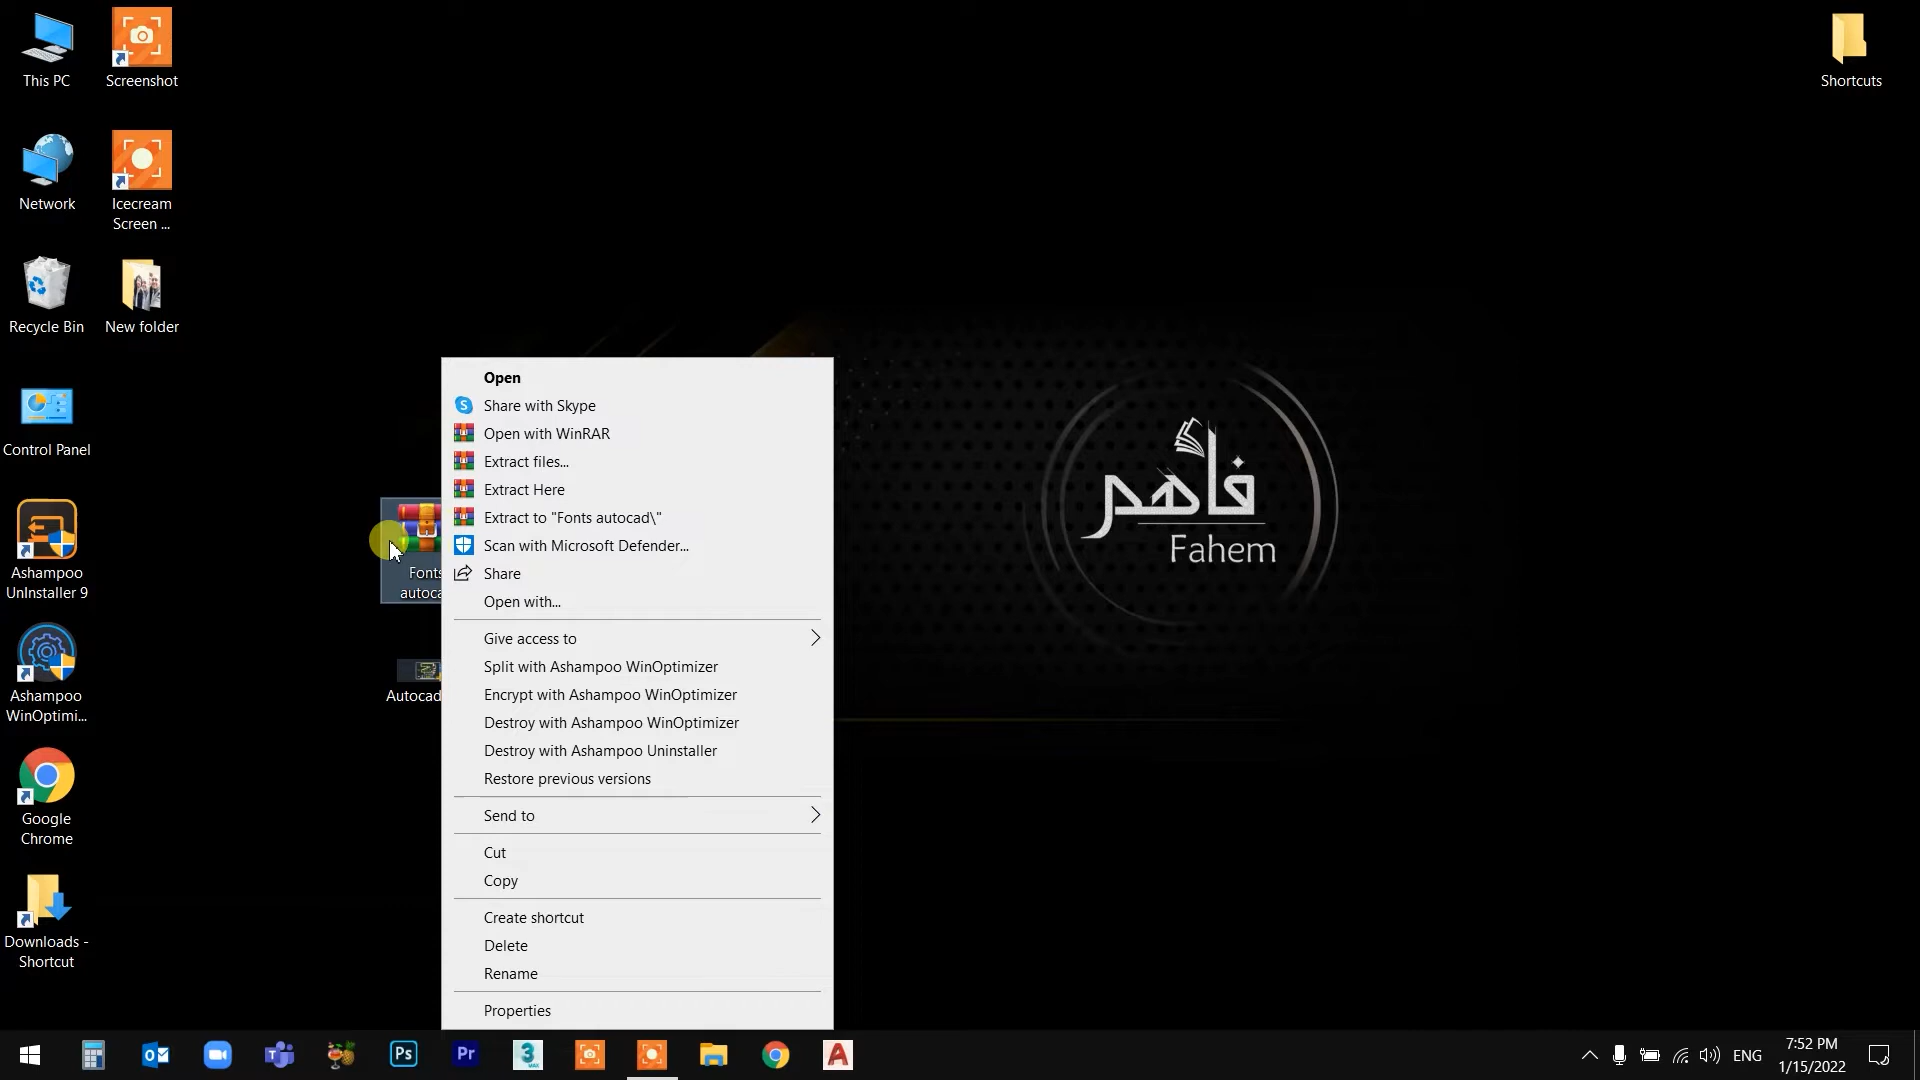 This PC
Screenshot
Shortcuts
Network
Icecream
Screen ...
Recycle Bin
New folder
Control Panel
Ashampoo
UnInstaller 9
Ashampoo
WinOptimi...
Google
Chrome
Downloads -
Shortcut
Fonts
Open
Share with Skype
Open with WinRAR
Extract files...
Extract Here
Extract to "Fonts autocad\"
Scan with Microsoft Defender...
Share
Open with...
Give access to
Split with Ashampoo WinOptimizer
Encrypt with Ashampoo WinOptimizer
Destroy with Ashampoo WinOptimizer
Destroy with Ashampoo Uninstaller
Restore previous versions
Send to
Cut
Copy
Create shortcut
Delete
Rename
Properties
فاهم
Fahem
Ps
Pr
3
A
ENG
7:52 PM
1/15/2022